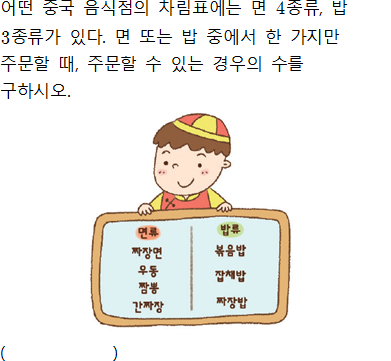 어떤 중국 음식점의 차림표에는 면 4종류, 밥
3종류가 있다. 면 또는 밥 중에서 한 가지만
주문할 때, 주문할 수 있는 경우의 수를
구하시오.
면류
짜장면
우동
짬뽕
간짜장
밥류
볶음밥
잡채밥
짜장밥
( )